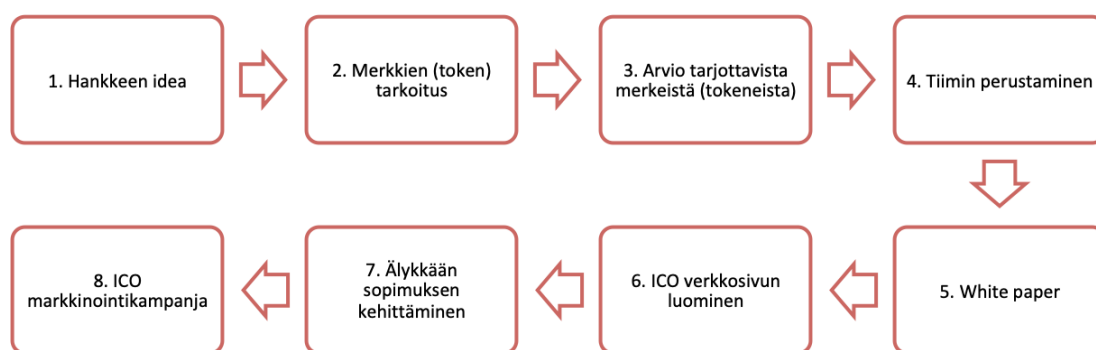 1. Hankkeen idea
2. Merkkien (token)
tarkoitus
3. Arvio tarjottavista
merkeistä (tokeneista)
4. Tiimin perustaminen
5. White paper
6. ICO verkkosivun
luominen
7. Älykkään
sopimuksen
kehittäminen
8. ICO
markkinointikampanja